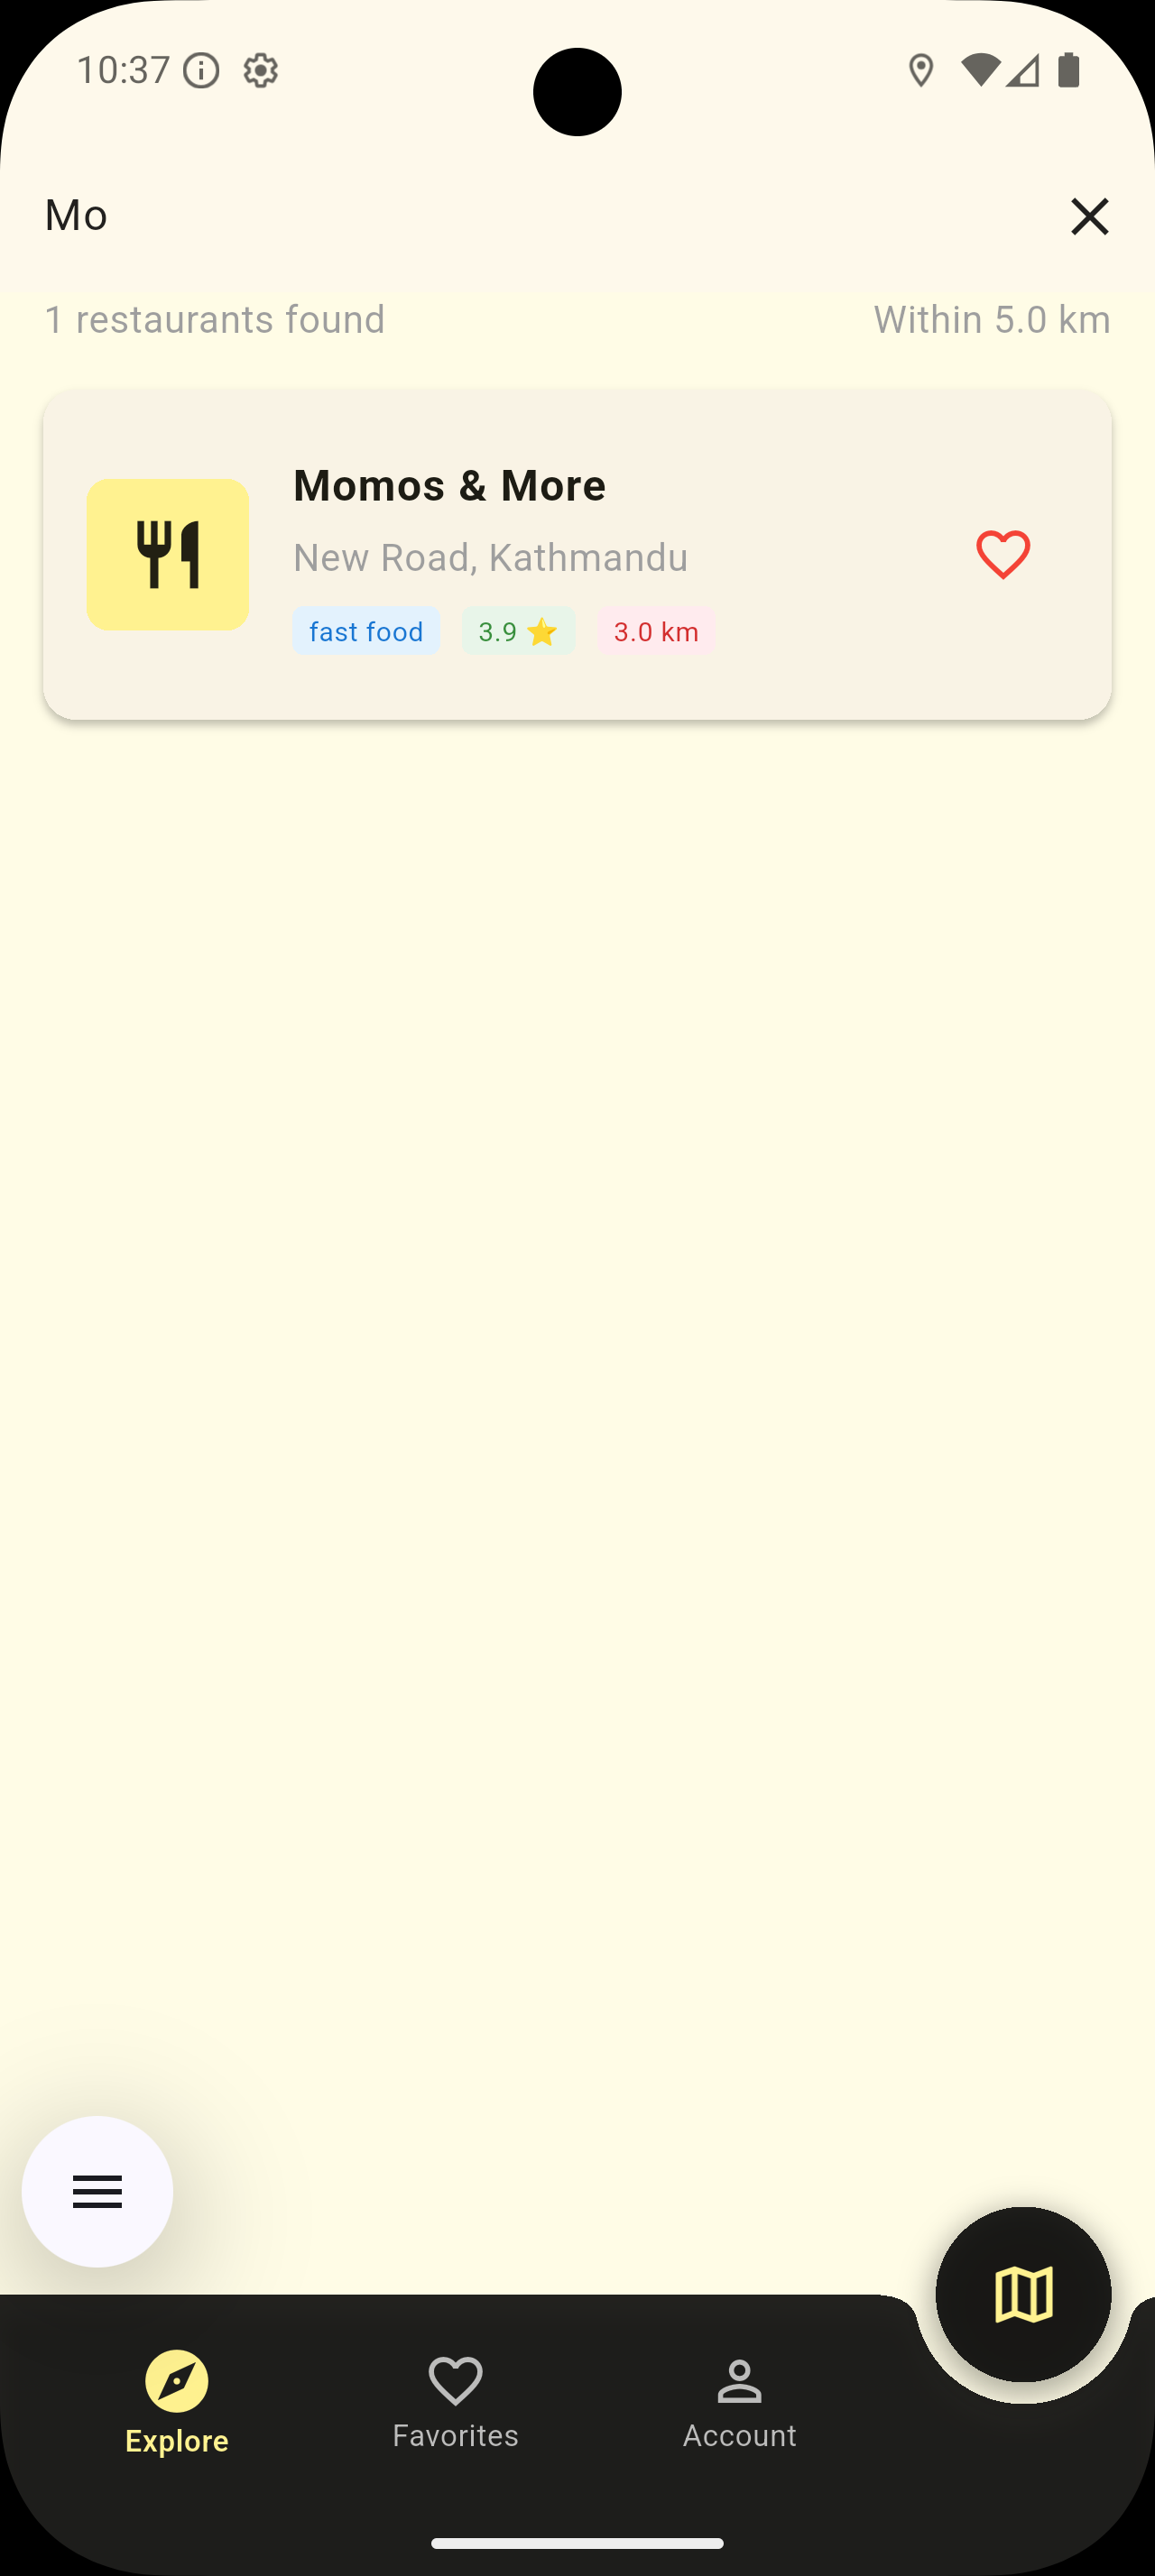 10:37
Mo
1 restaurants found
Within 5.0 km
Momos & More
New Road, Kathmandu
fast food
3.9 ⭐
3.0 km
Explore
Favorites
Account